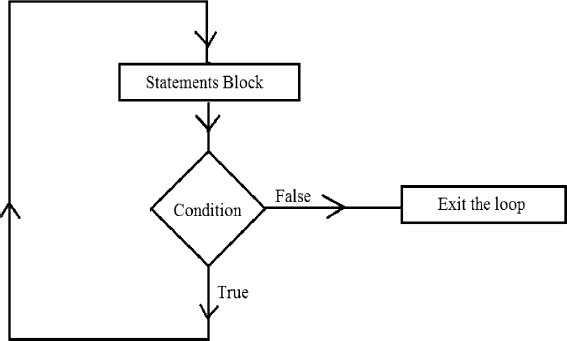 Statements Block
Condition
False
Exit the loop
True